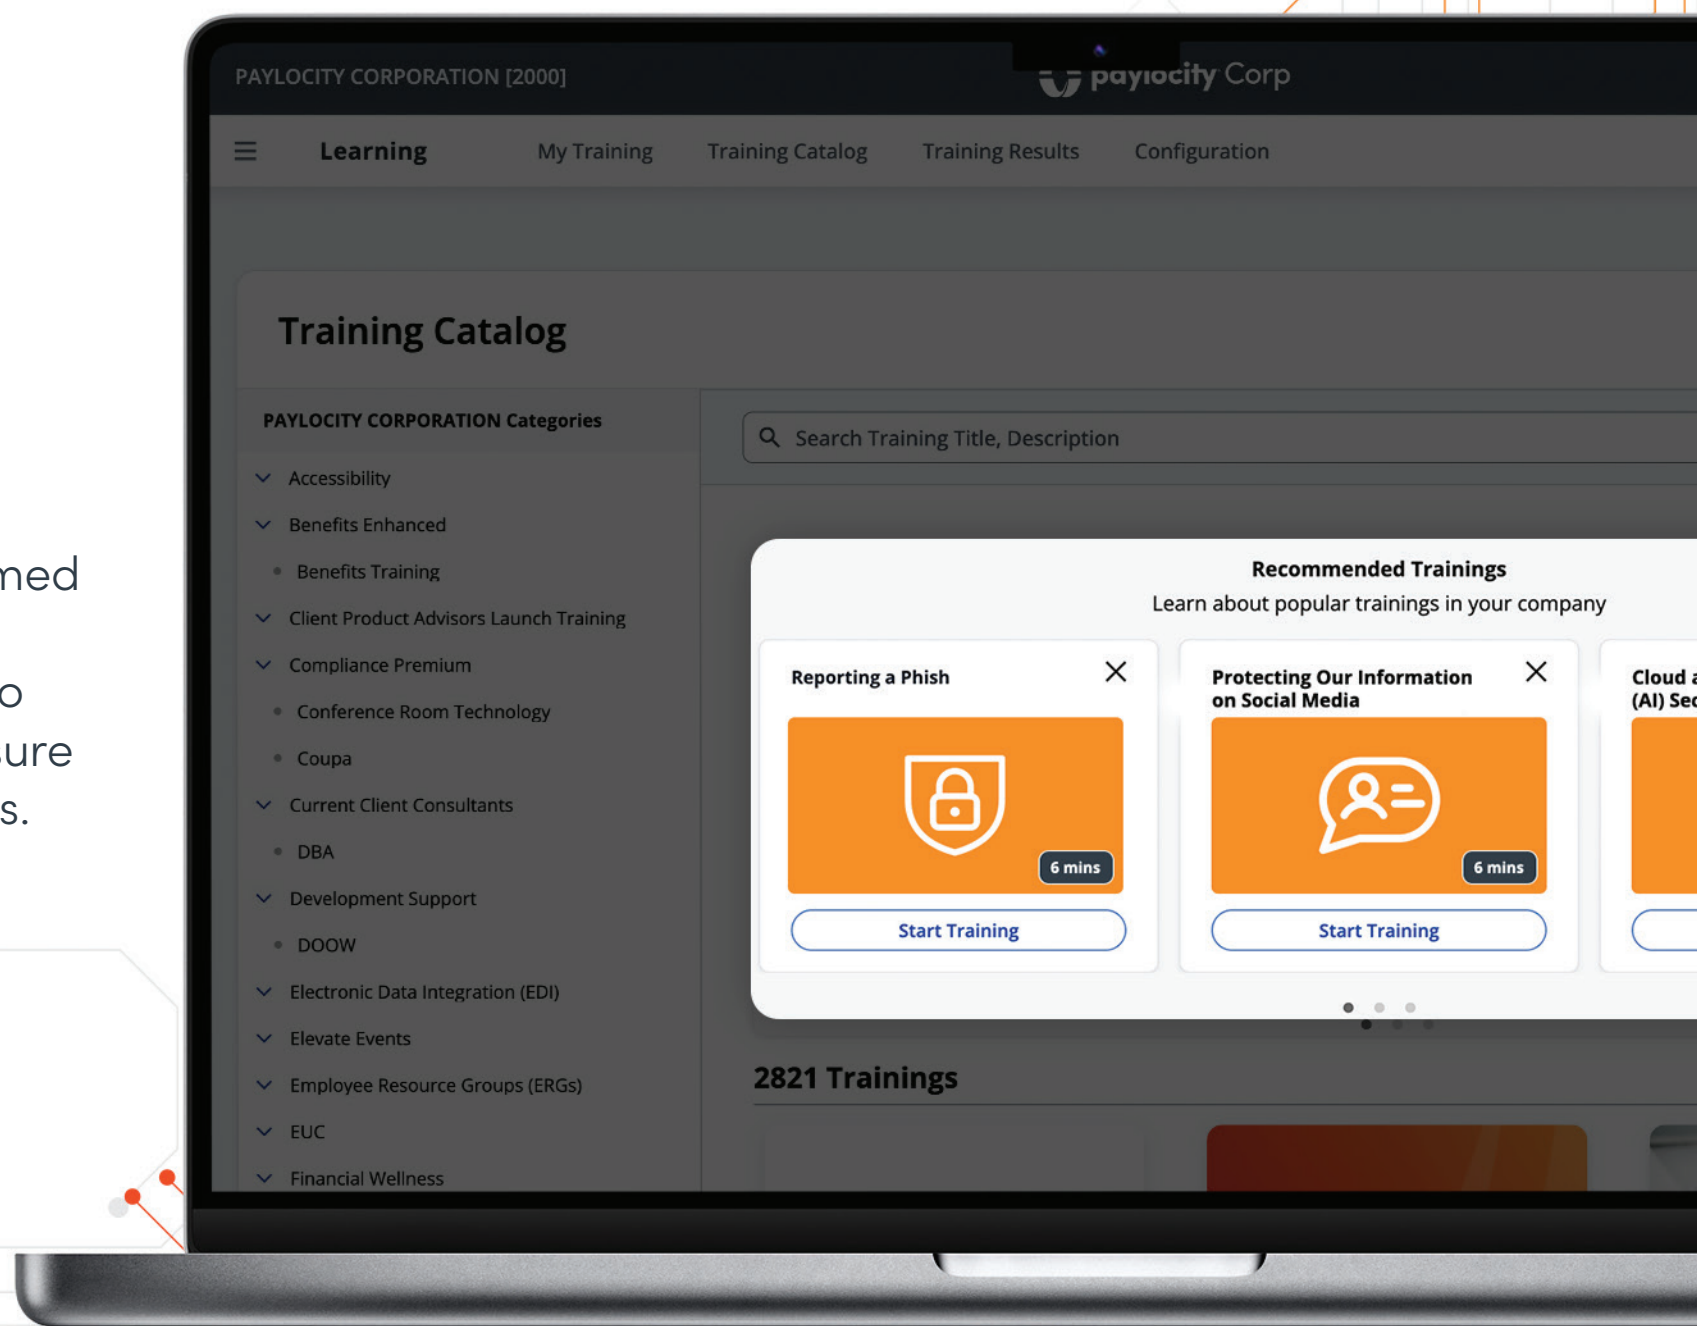 PAYLOCITY CORPORATION [2000]
paylocity Corp
Learning
My Training
Training Catalog
Training Results
Configuration
Training Catalog
PAYLOCITY CORPORATION Categories
Search Training Title, Description
Accessibility
Benefits Enhanced
Benefits Training
Client Product Advisors Launch Training
Compliance Premium
Conference Room Technology
Coupa
Current Client Consultants
DBA
Development Support
DOOW
Electronic Data Integration (EDI)
Elevate Events
Employee Resource Groups (ERGs)
EUC
Financial Wellness
Recommended Trainings
Learn about popular trainings in your company
Reporting a Phish
6 mins
Start Training
Protecting Our Information
on Social Media
6 mins
Start Training
Cloud
(AI)
2821 Trainings